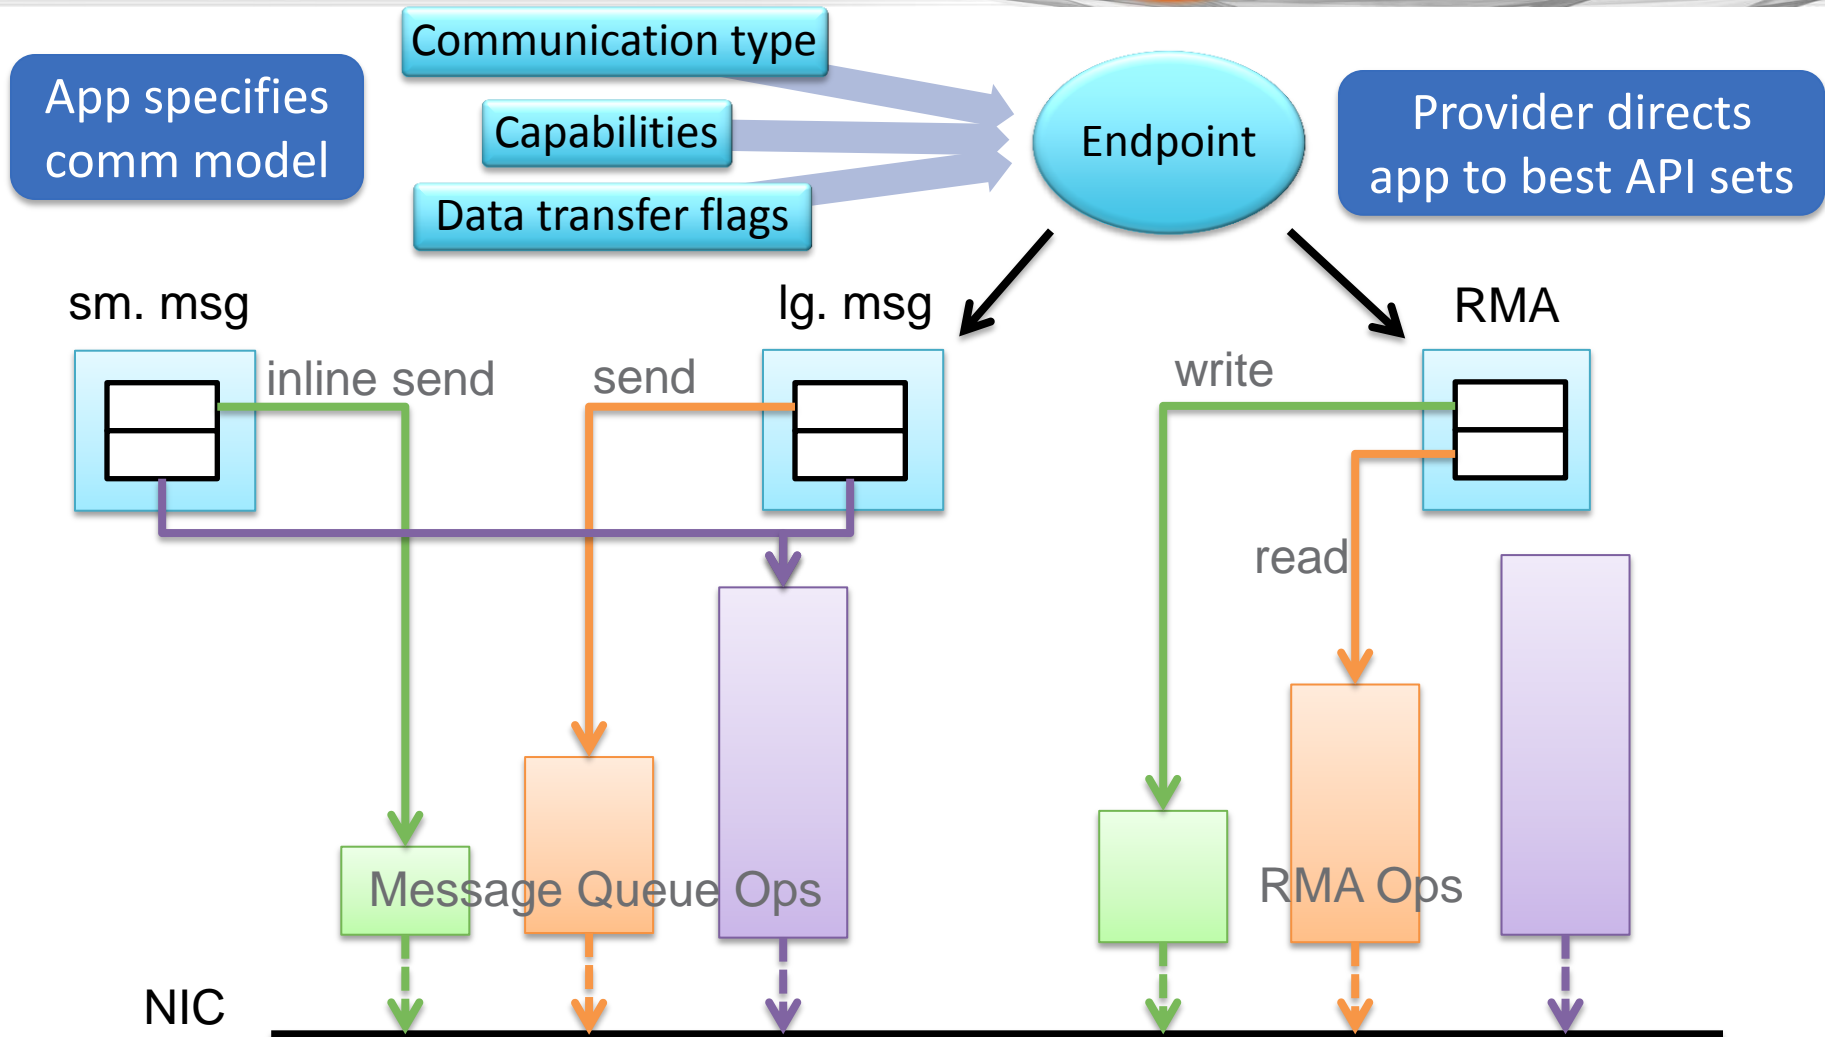 Communication type
App specifies
comm model
Capabilities
Endpoint
Provider directs
app to best API sets
Data transfer flags
sm. msg
lg. msg
RMA
inline send
send
write
read
Message Queue Ops
RMA Ops
NIC